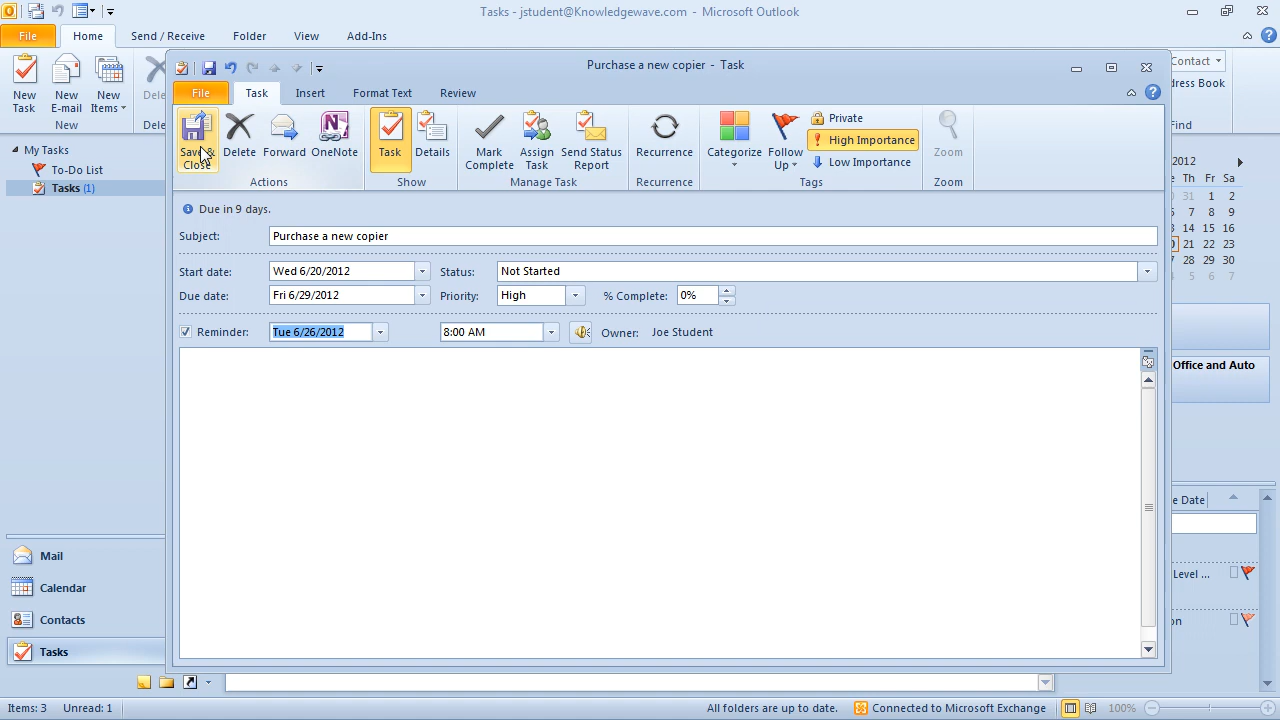 Tasks - jstudent@Knowledgewave.com - Microsoft Outlook
File Home Send / Receive Folder View Add-Ins
New Task
New E-mail
New Items
Dele
New
Dele
Contact
dress Book
Find
Purchase a new copier - Task
File Task Insert Format Text Review
Save & Close
Delete
Forward
OneNote
Task
Details
Mark Complete
Assign Task
Send Status Report
Recurrence
Categorize
Follow Up
Private
High Importance
Low Importance
Zoom
Actions Show Manage Task Recurrence Tags Zoom
My Tasks
To-Do List
Tasks (1)
Due in 9 days.
Subject: Purchase a new copier
Start date: Wed 6/20/2012 Status: Not Started
Due date: Fri 6/29/2012 Priority: High % Complete: 0%
Reminder: Tue 6/26/2012 8:00 AM Owner: Joe Student
2012
Th Fr Sa
31 1 2
7 8 9
14 15 16
21 22 23
28 29 30
5 6 7
Office and Auto
e Date
Level ...
on
Mail
Calendar
Contacts
Tasks
Items: 3 Unread: 1 All folders are up to date. Connected to Microsoft Exchange 100%